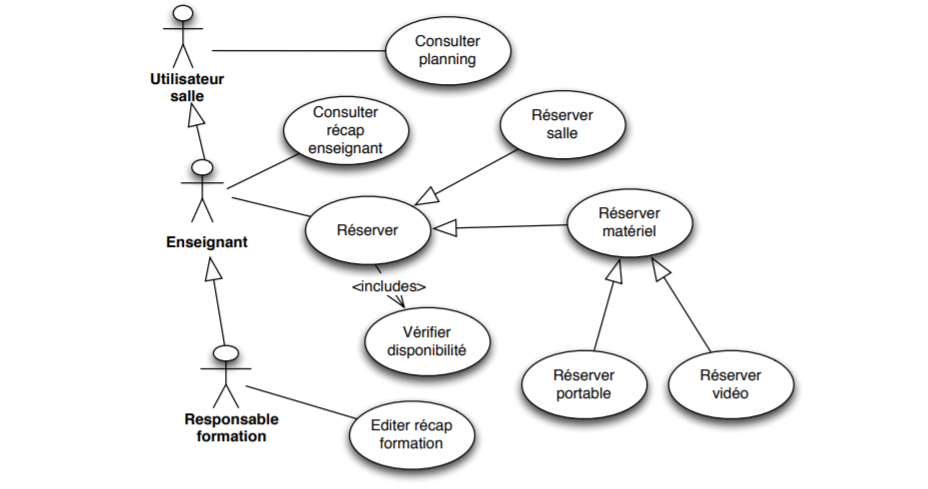 Utilisateur
salle
Consulter
planning
Consulter
récap
enseignant
Réserver
salle
Enseignant
Réserver
Réserver
matériel
<includes>
Vérifier
disponibilité
Réserver
portable
Réserver
vidéo
Responsable
formation
Editer récap
formation